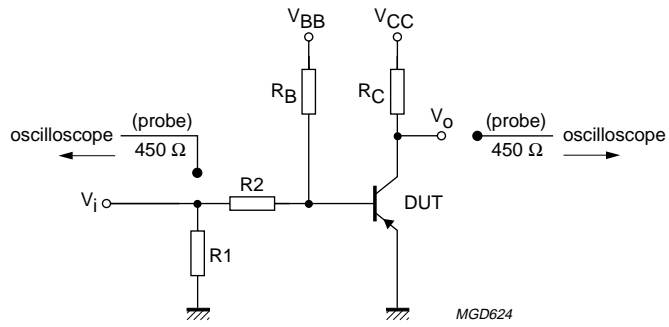 VBB
VCC
RB
RC
Vo
(probe)
oscilloscope
450 Ω
(probe)
oscilloscope
450 Ω
R2
Vi
DUT
R1
MGD624